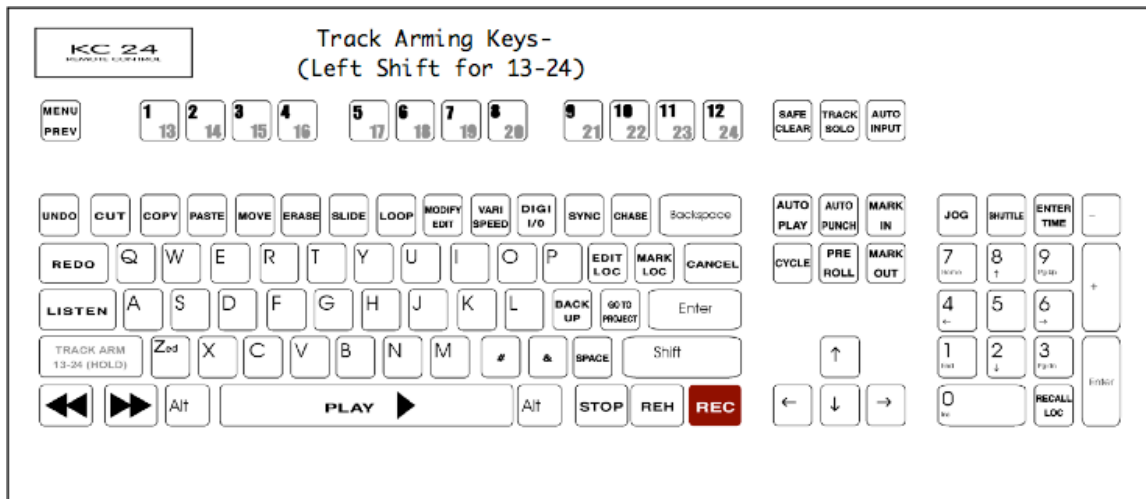 KC 24
REMOTE CONTROL
Track Arming Keys-
(Left Shift for 13-24)
MENU
PREV
1
13
2
14
3
15
4
16
5
17
6
18
7
19
8
20
9
21
10
22
11
23
12
24
SAFE
CLEAR
TRACK
SOLO
AUTO
INPUT
UNDO
CUT
COPY
PASTE
MOVE
ERASE
SLIDE
LOOP
MODIFY
EDIT
VARI
SPEED
DIGI
I/O
SYNC
CHASE
Backspace
AUTO
PLAY
AUTO
PUNCH
MARK
IN
JOG
SHUTTLE
ENTER
TIME
-
REDO
Q
W
E
R
T
Y
U
I
O
P
EDIT
LOC
MARK
LOC
CANCEL
CYCLE
PRE
ROLL
MARK
OUT
7
Home
8
↑
9
PgUp
+
LISTEN
A
S
D
F
G
H
J
K
L
BACK
UP
GO TO
PROJECT
Enter
4
←
5
6
→
TRACK ARM
13-24 (HOLD)
Zed
X
C
V
B
N
M
#
&
SPACE
Shift
↑
1
End
2
↓
3
PgDn
Enter
Alt
PLAY
Alt
STOP
REH
REC
←
↓
→
0
Ins
RECALL
LOC